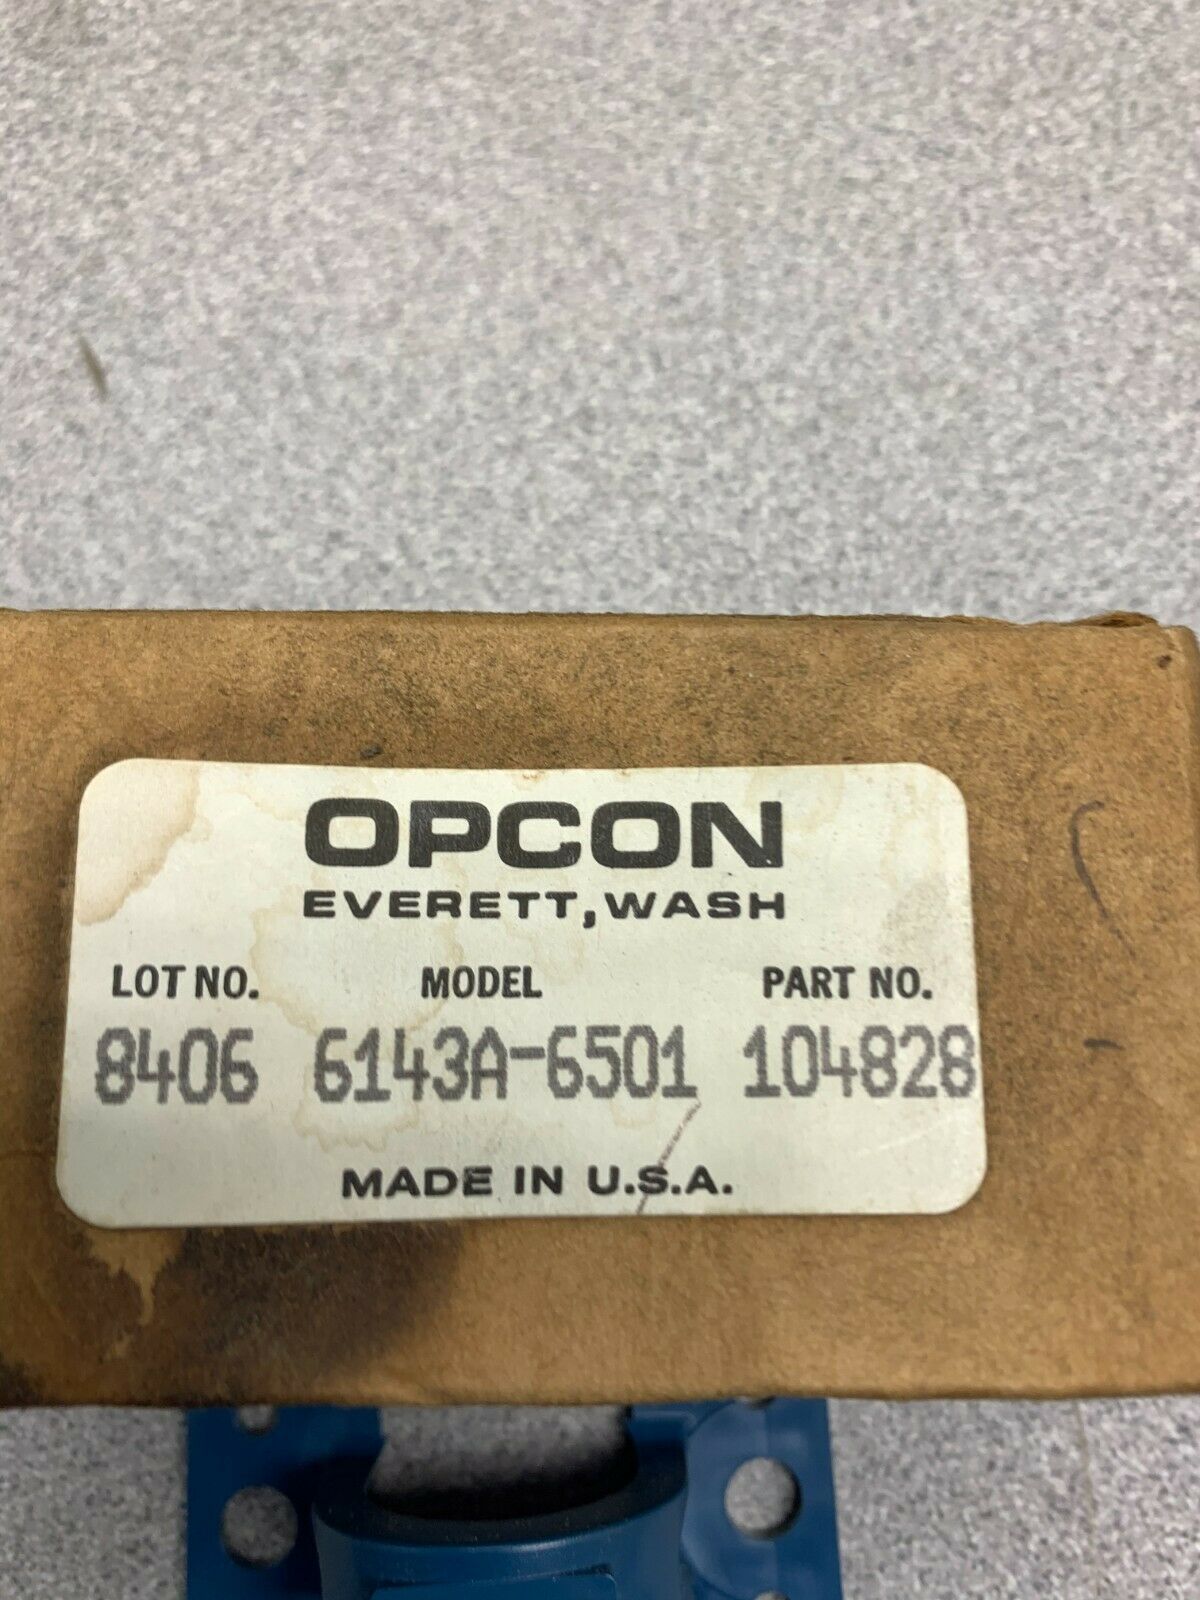 OPCON
EVERETT, WASH
LOT NO. MODEL PART NO.
8406 6143A-6501 104828
MADE IN U.S.A.